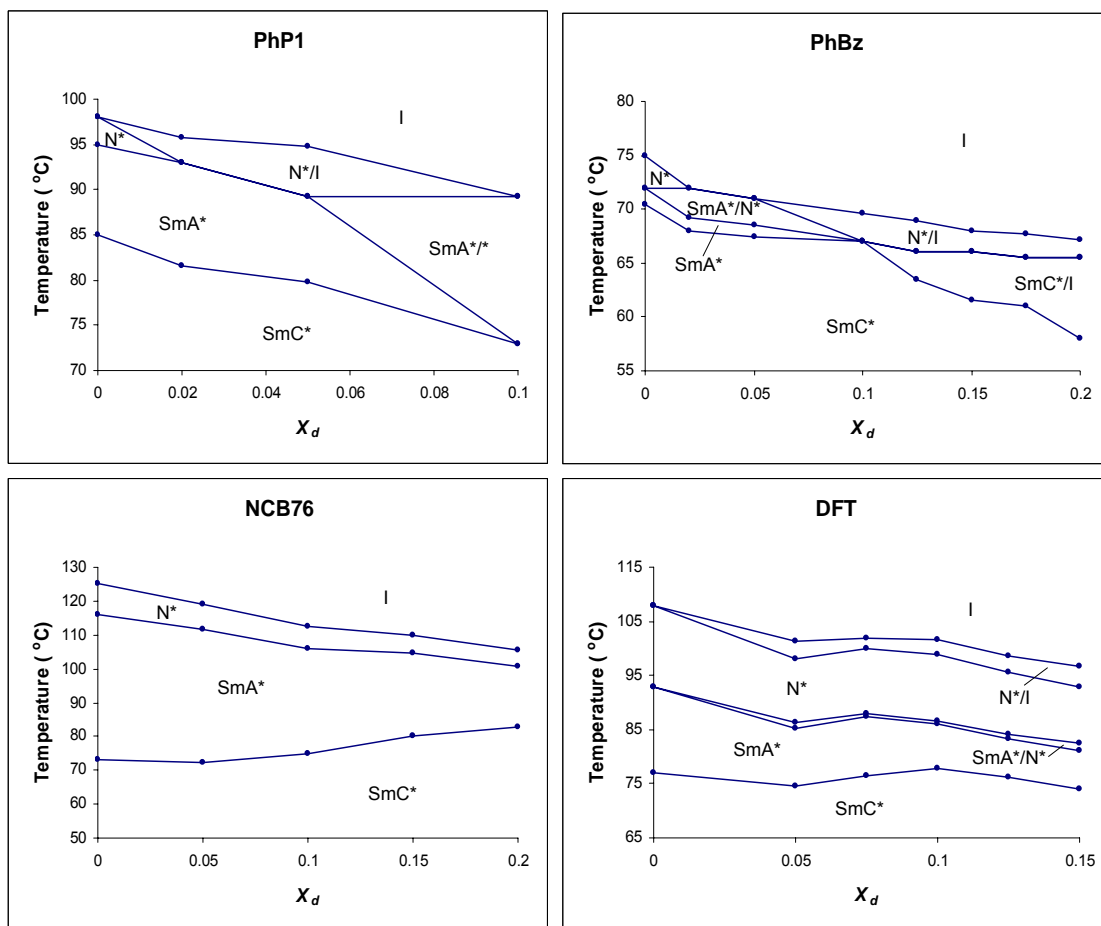 PhP1
Temperature ( °C)
100
95
90
85
80
75
70
I
N*
N*/I
SmA*
SmA*/*
SmC*
0
0.02
0.04
0.06
0.08
0.1
X d
PhBz
Temperature ( °C)
80
75
70
65
60
55
I
N*
SmA*/N*
N*/I
SmA*
SmC*/I
SmC*
0
0.05
0.1
0.15
0.2
X d
NCB76
Temperature ( °C)
130
120
110
100
90
80
70
60
50
I
N*
SmA*
SmC*
0
0.05
0.1
0.15
0.2
X d
DFT
Temperature ( °C)
115
105
95
85
75
65
I
N*
N*/I
SmA*
SmA*/N*
SmC*
0
0.05
0.1
0.15
X d